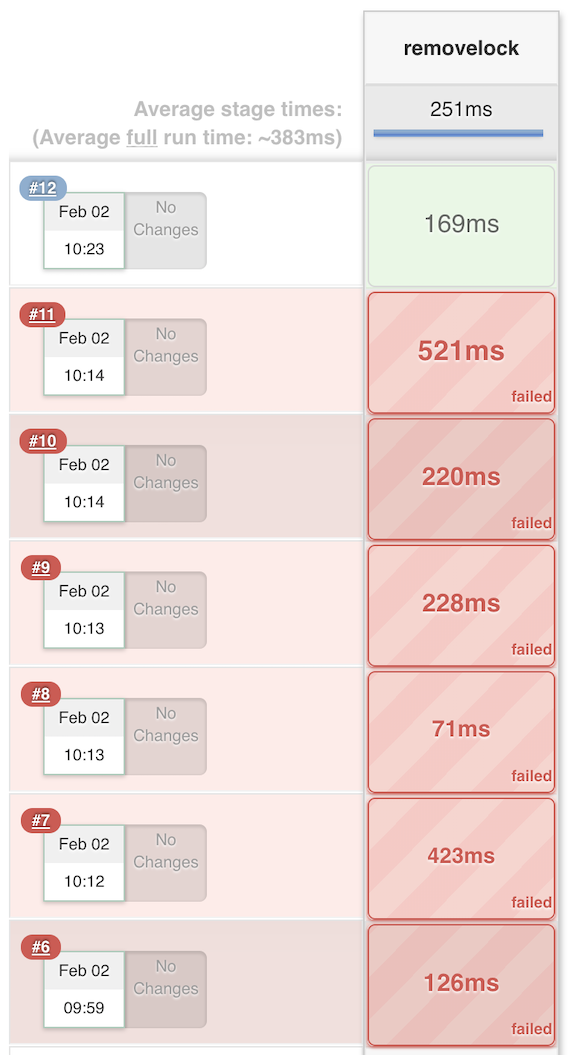 removelock
Average stage times:
(Average full run time: ~383ms)
251ms
#12
Feb 02
10:23
No
Changes
169ms
#11
Feb 02
10:14
No
Changes
521ms
failed
#10
Feb 02
10:14
No
Changes
220ms
failed
#9
Feb 02
10:13
No
Changes
228ms
failed
#8
Feb 02
10:13
No
Changes
71ms
failed
#7
Feb 02
10:12
No
Changes
423ms
failed
#6
Feb 02
09:59
No
Changes
126ms
failed